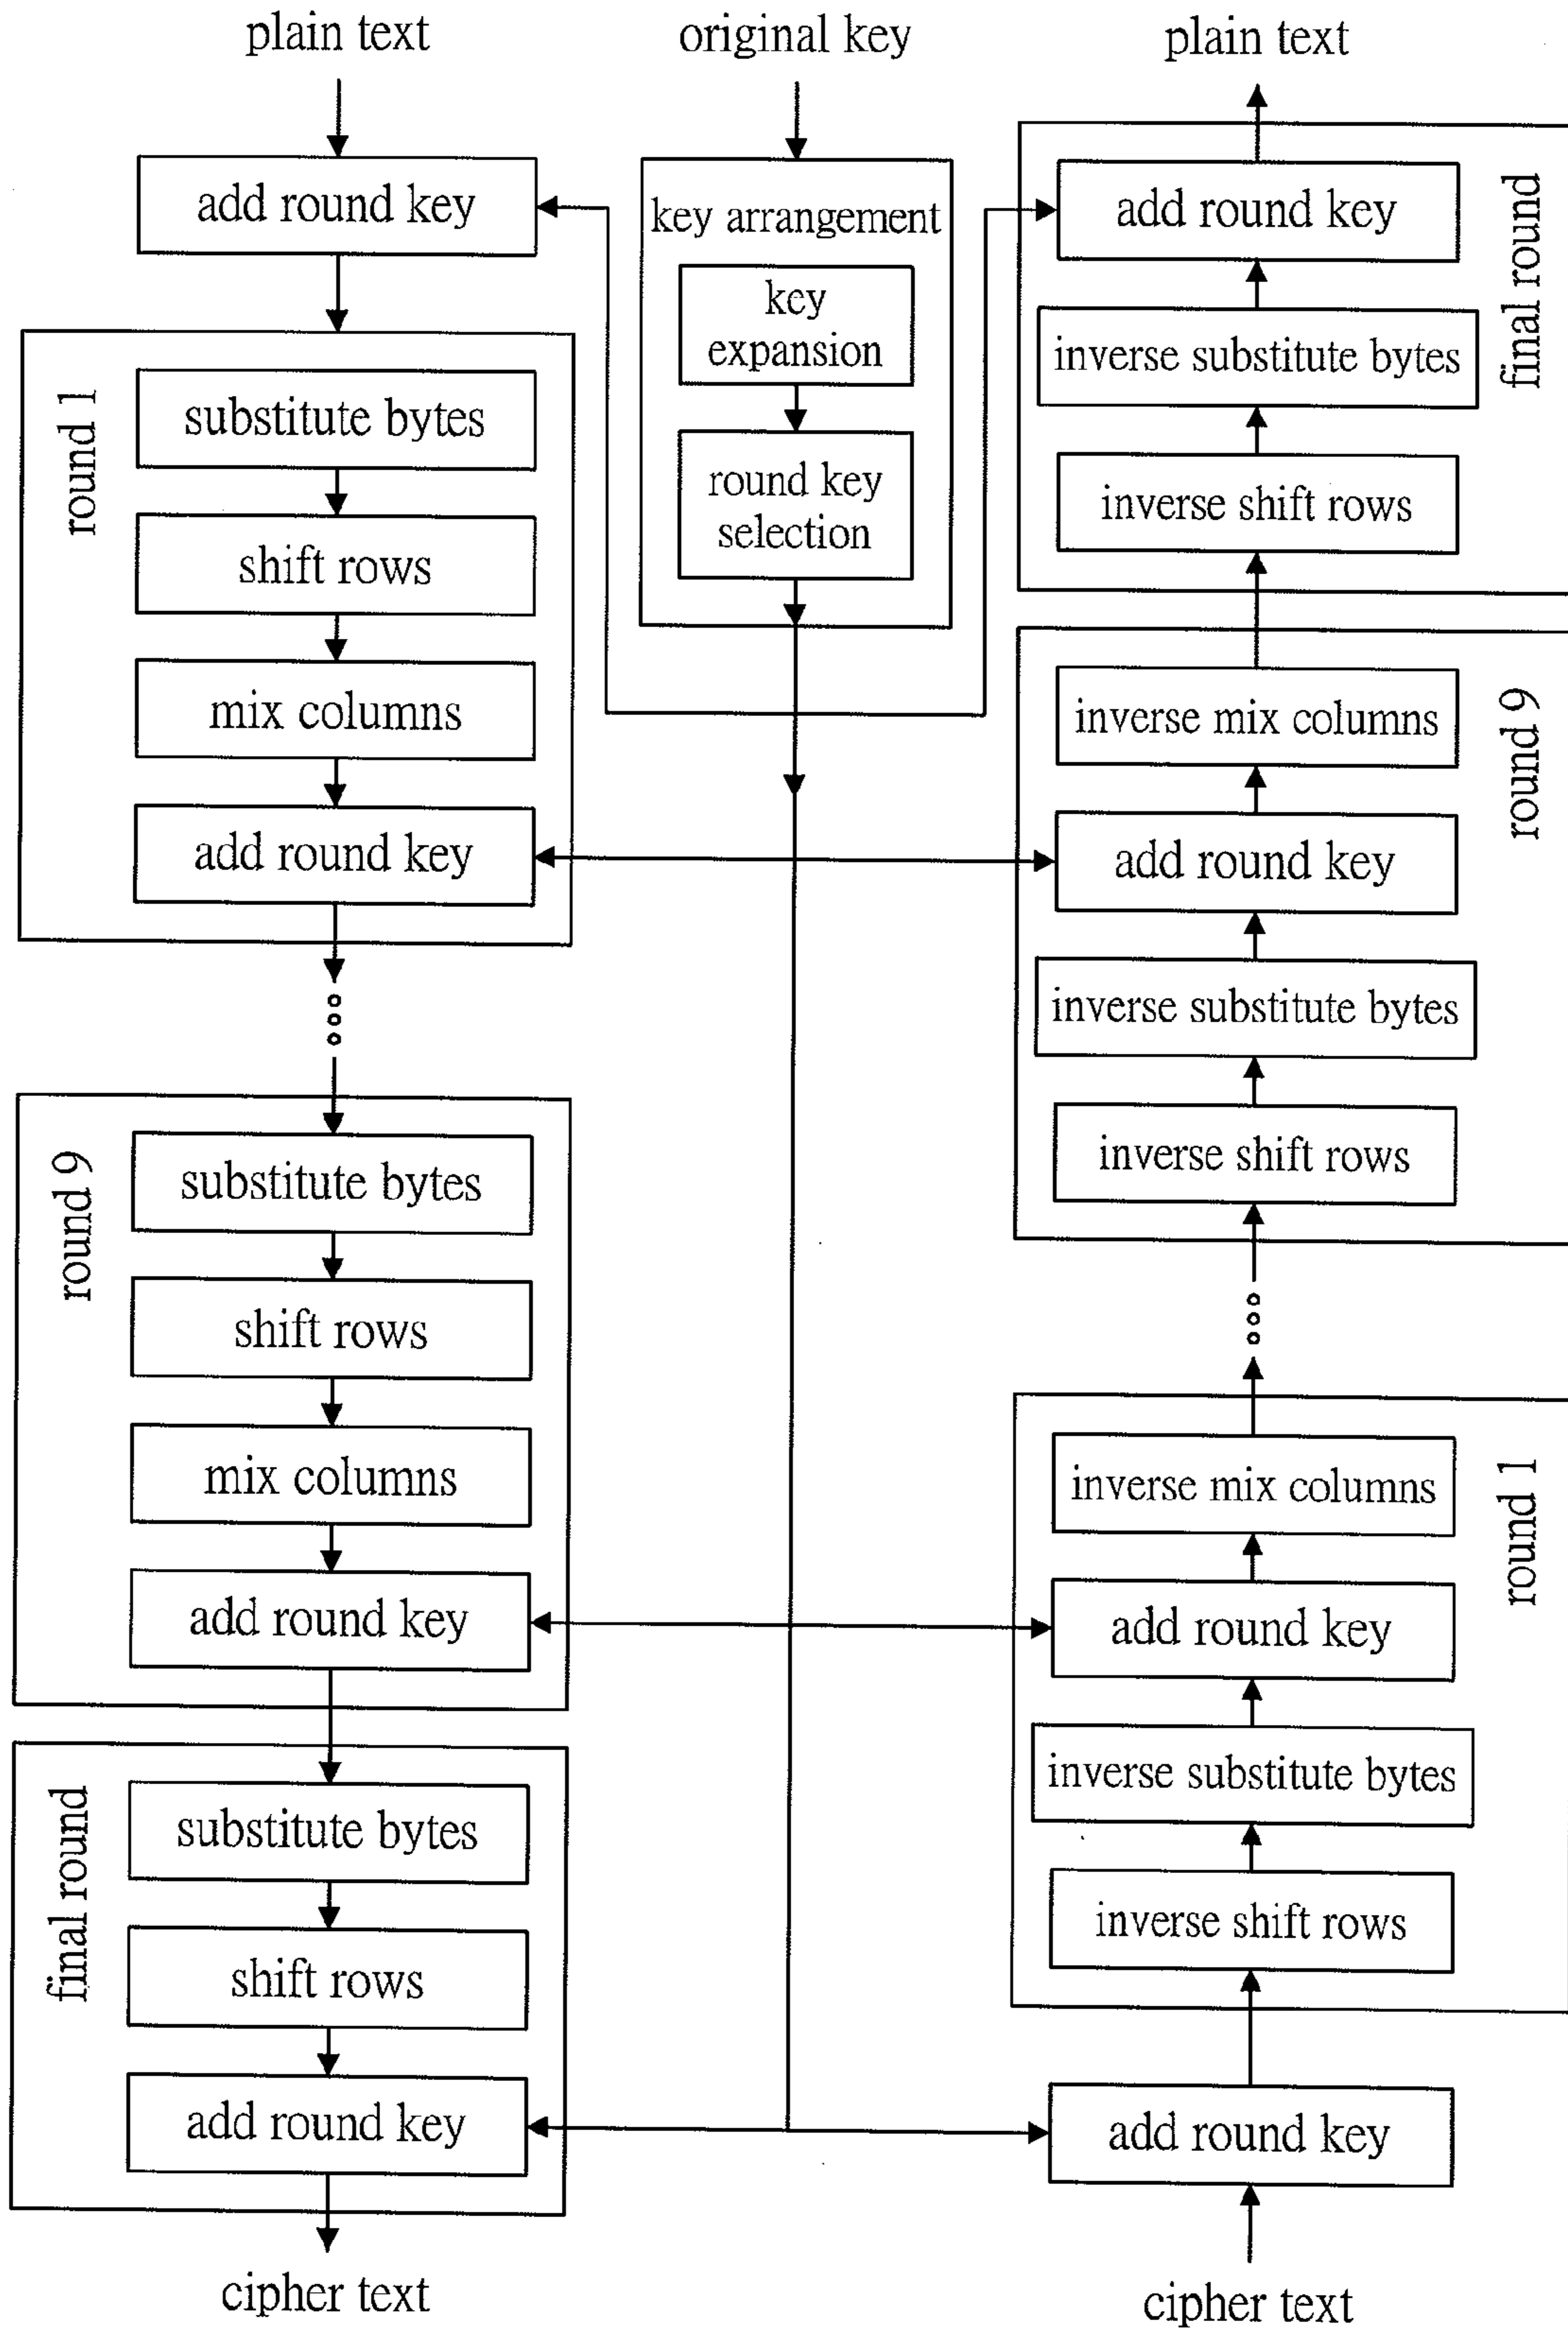 plain text
add round key
round 1
substitute bytes
shift rows
mix columns
add round key
round 9
substitute bytes
shift rows
mix columns
add round key
final round
substitute bytes
shift rows
add round key
cipher text
original key
key arrangement
key
expansion
round key
selection
plain text
final round
add round key
inverse substitute bytes
inverse shift rows
round 9
inverse mix columns
add round key
inverse substitute bytes
inverse shift rows
round 1
inverse mix columns
add round key
inverse substitute bytes
inverse shift rows
add round key
cipher text